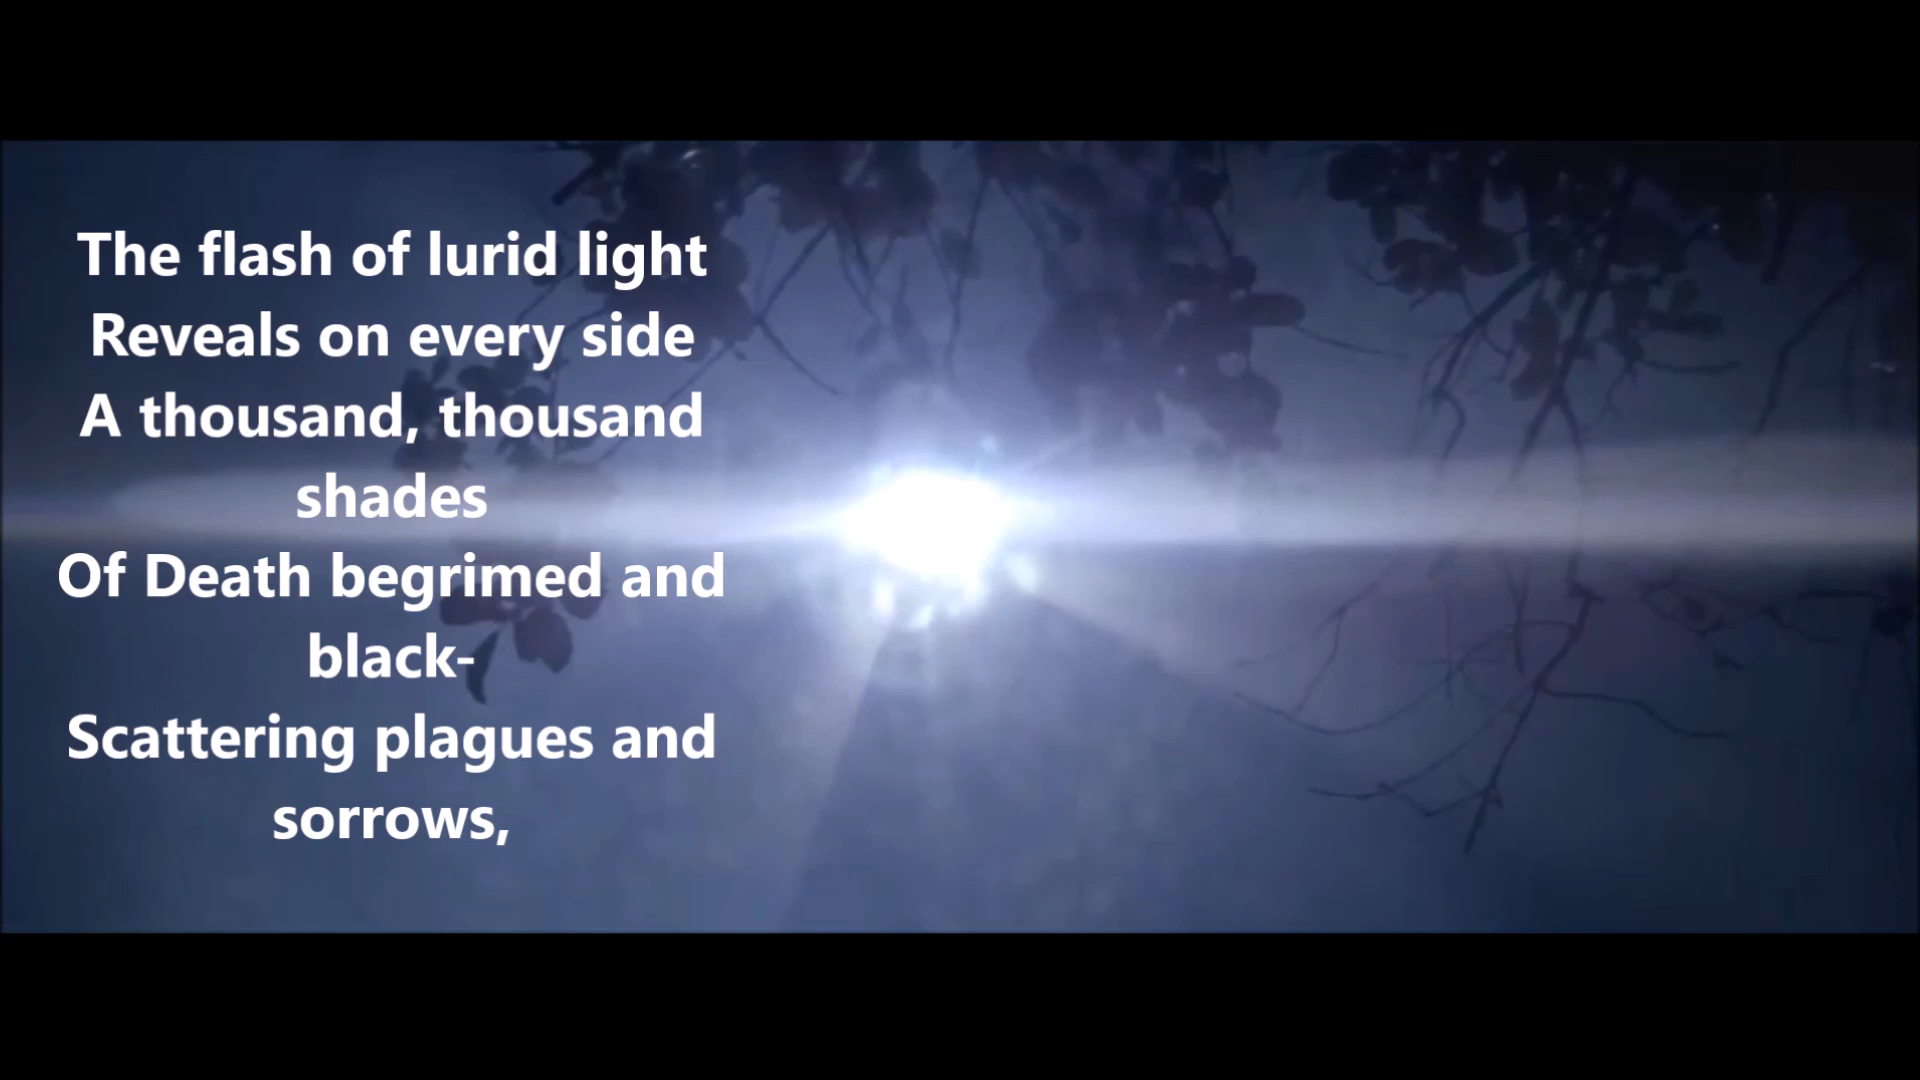 The flash of lurid light
Reveals on every side
A thousand, thousand
shades
Of Death begrimed and
black-
Scattering plagues and
sorrows,